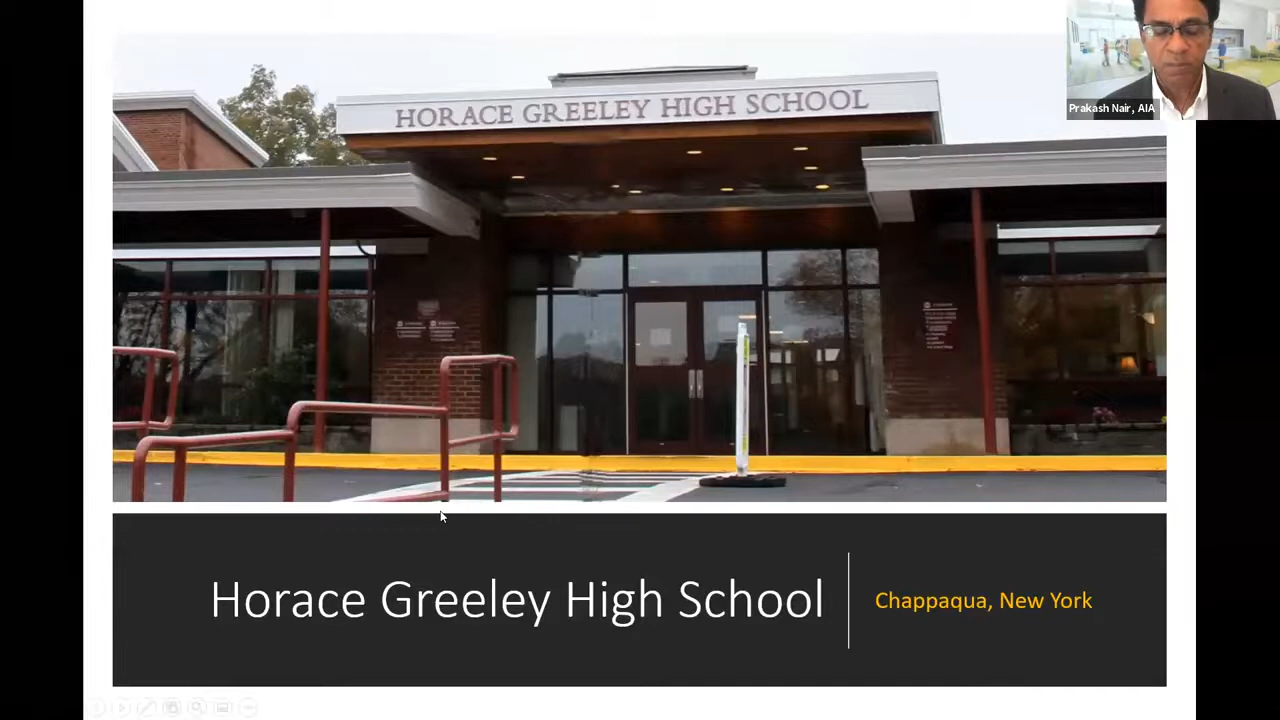 HORACE GREELEY HIGH SCHOOL
Prakash Nair, AIA
Horace Greeley High School
Chappaqua, New York